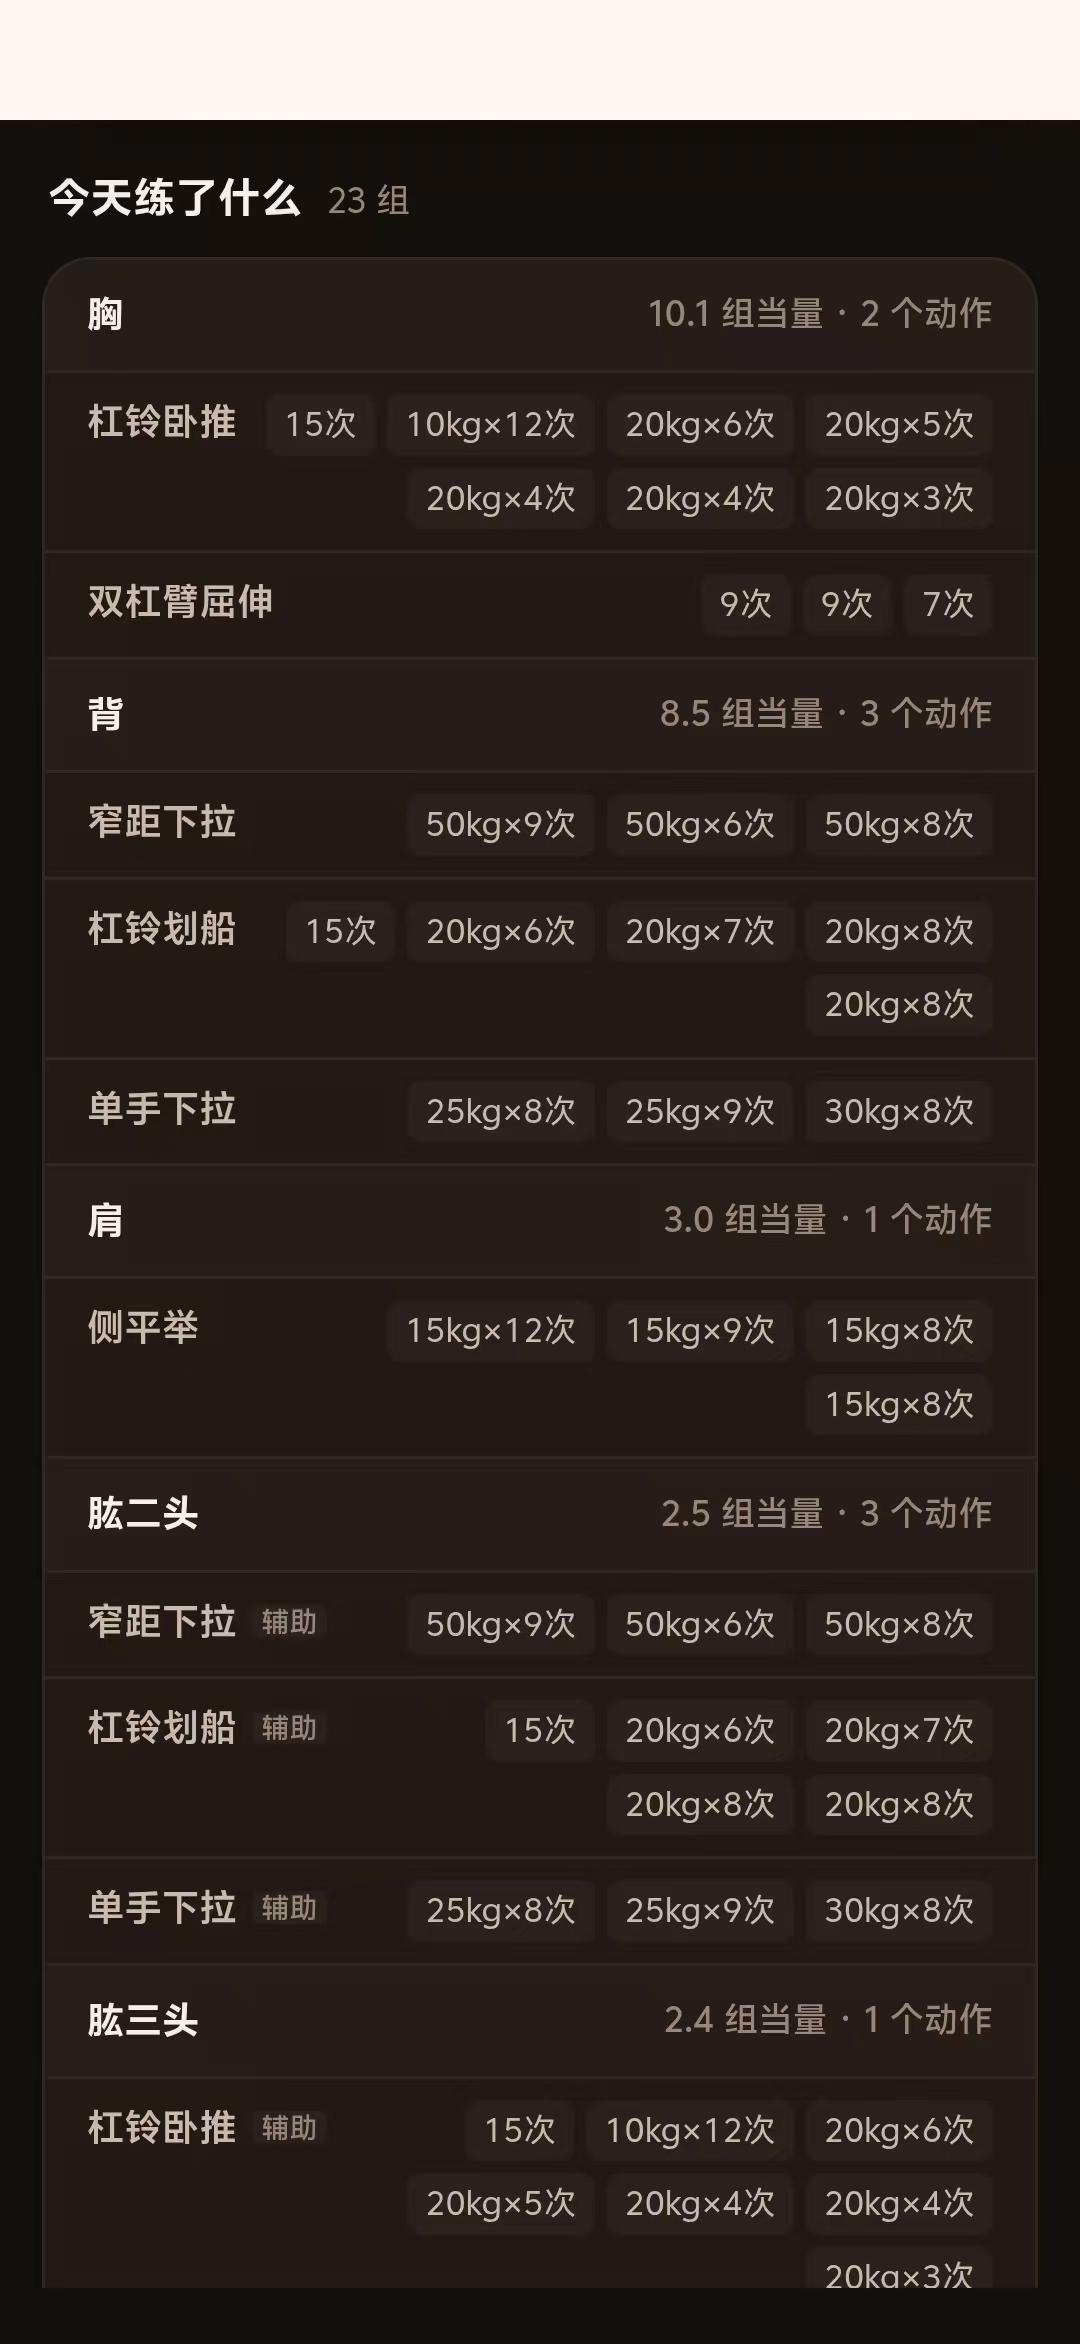 今天练了什么 23 组
胸 10.1 组当量 · 2 个动作
杠铃卧推 15次 10kg×12次 20kg×6次 20kg×5次
20kg×4次 20kg×4次 20kg×3次
双杠臂屈伸 9次 9次 7次
背 8.5 组当量 · 3 个动作
窄距下拉 50kg×9次 50kg×6次 50kg×8次
杠铃划船 15次 20kg×6次 20kg×7次 20kg×8次
20kg×8次
单手下拉 25kg×8次 25kg×9次 30kg×8次
肩 3.0 组当量 · 1 个动作
侧平举 15kg×12次 15kg×9次 15kg×8次
15kg×8次
肱二头 2.5 组当量 · 3 个动作
窄距下拉 辅助 50kg×9次 50kg×6次 50kg×8次
杠铃划船 辅助 15次 20kg×6次 20kg×7次
20kg×8次 20kg×8次
单手下拉 辅助 25kg×8次 25kg×9次 30kg×8次
肱三头 2.4 组当量 · 1 个动作
杠铃卧推 辅助 15次 10kg×12次 20kg×6次
20kg×5次 20kg×4次 20kg×4次
20kg×3次